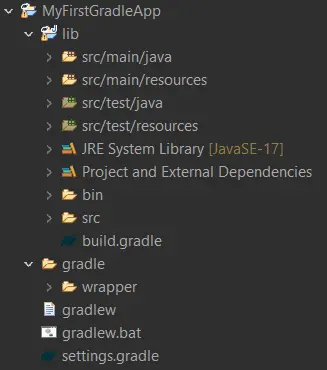 MyFirstGradleApp
lib
src/main/java
src/main/resources
src/test/java
src/test/resources
JRE System Library [JavaSE-17]
Project and External Dependencies
bin
src
build.gradle
gradle
wrapper
gradlew
gradlew.bat
settings.gradle